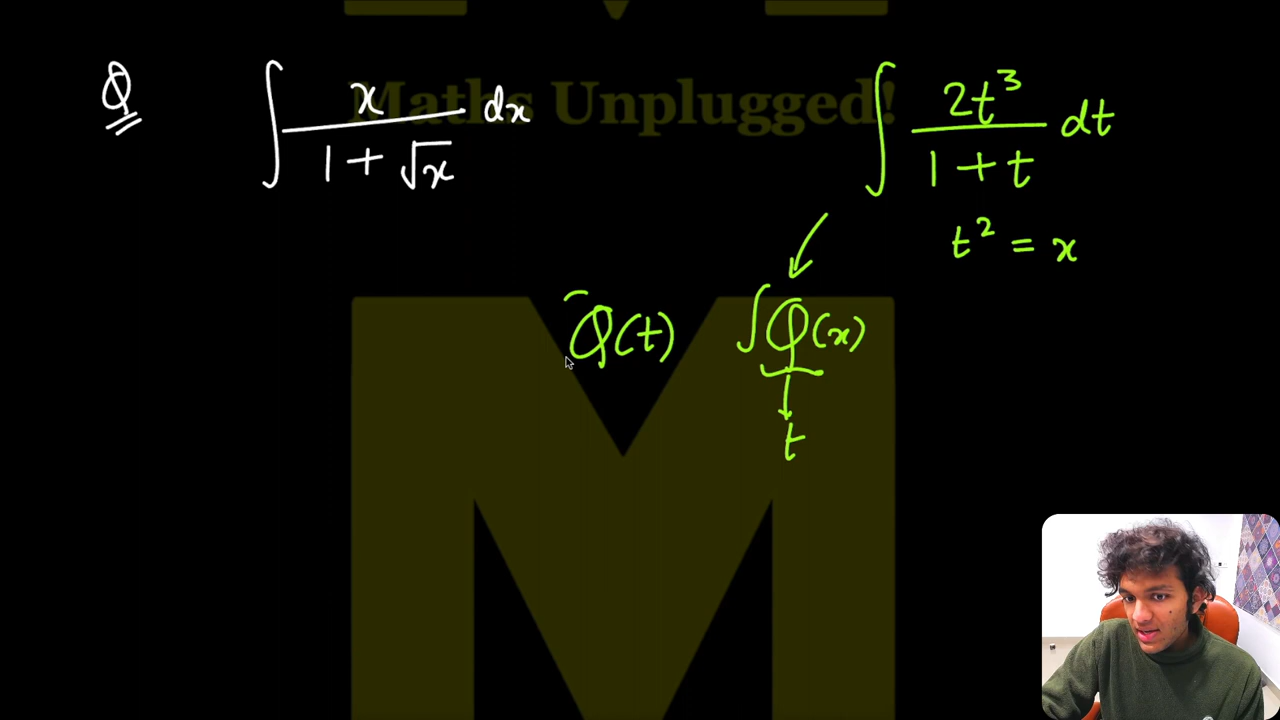 Q ∫ x / (1 + √x) dx
∫ 2t³ / (1 + t) dt
Maths Unplugged!
t² = x
Q(t) ∫Q(x)
t